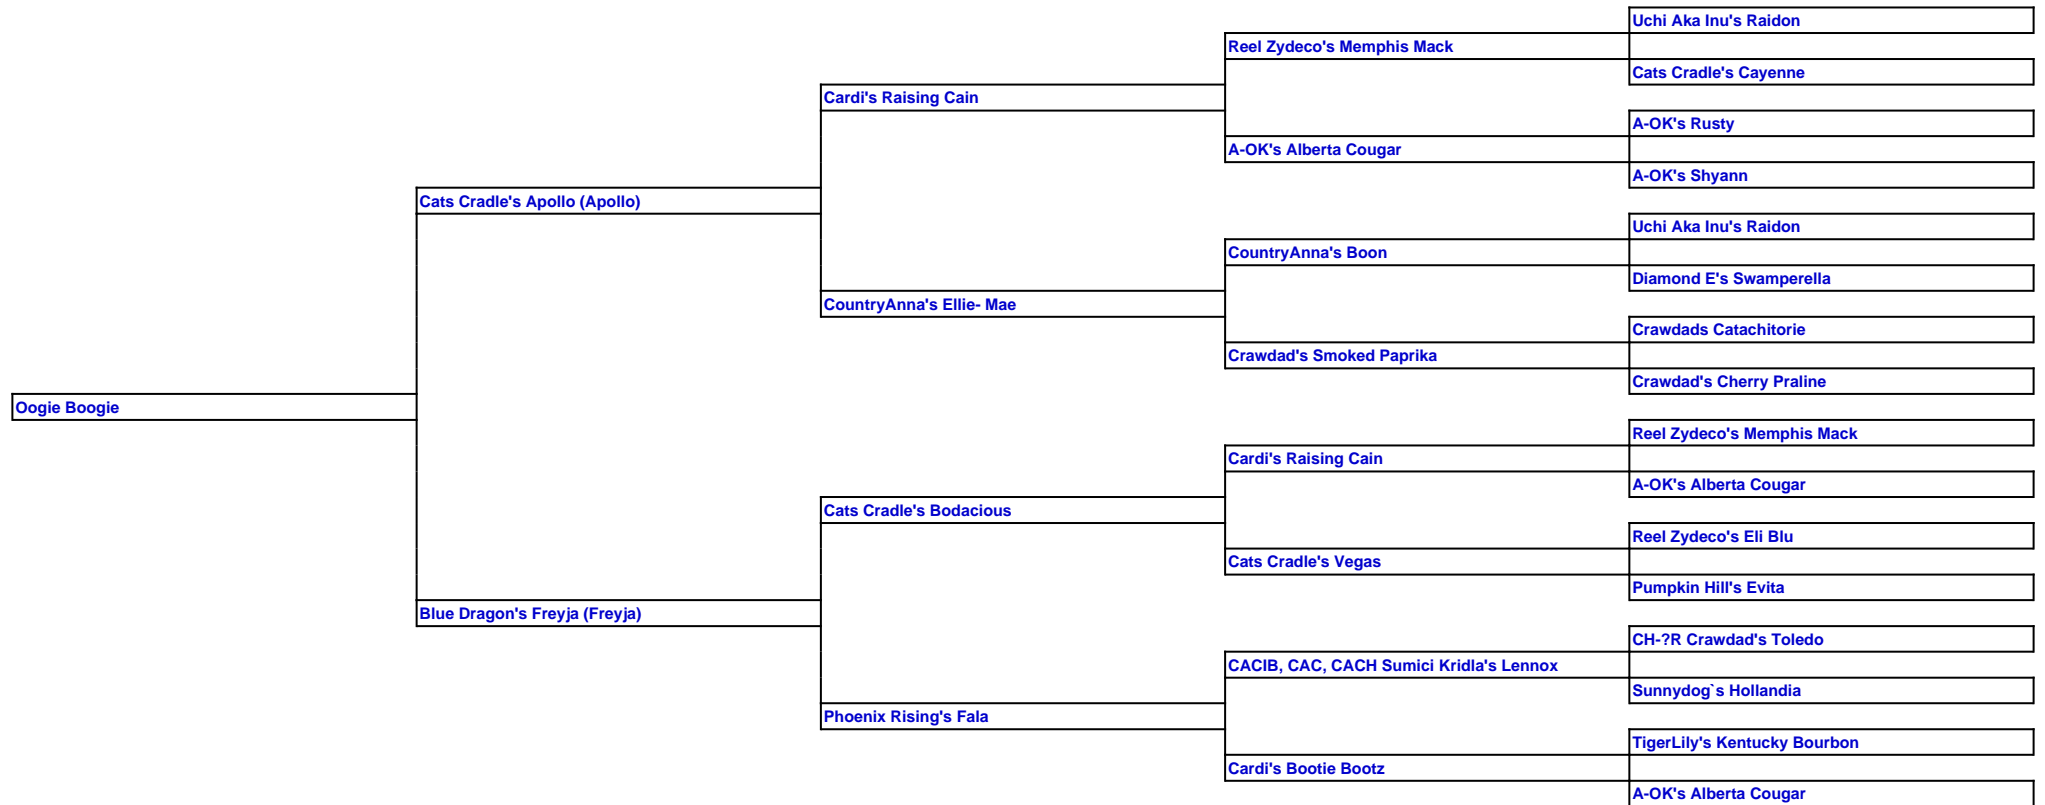 Uchi Aka Inu's Raidon
Reel Zydeco's Memphis Mack
Cats Cradle's Cayenne
Cardi's Raising Cain
A-OK's Rusty
A-OK's Alberta Cougar
A-OK's Shyann
Cats Cradle's Apollo (Apollo)
Uchi Aka Inu's Raidon
CountryAnna's Boon
Diamond E's Swamperella
CountryAnna's Ellie- Mae
Crawdads Catachitorie
Crawdad's Smoked Paprika
Crawdad's Cherry Praline
Oogie Boogie
Reel Zydeco's Memphis Mack
Cardi's Raising Cain
A-OK's Alberta Cougar
Cats Cradle's Bodacious
Reel Zydeco's Eli Blu
Cats Cradle's Vegas
Pumpkin Hill's Evita
Blue Dragon's Freyja (Freyja)
CH-?R Crawdad's Toledo
CACIB, CAC, CACH Sumici Kridla's Lennox
Sunnydog`s Hollandia
Phoenix Rising's Fala
TigerLily's Kentucky Bourbon
Cardi's Bootie Bootz
A-OK's Alberta Cougar